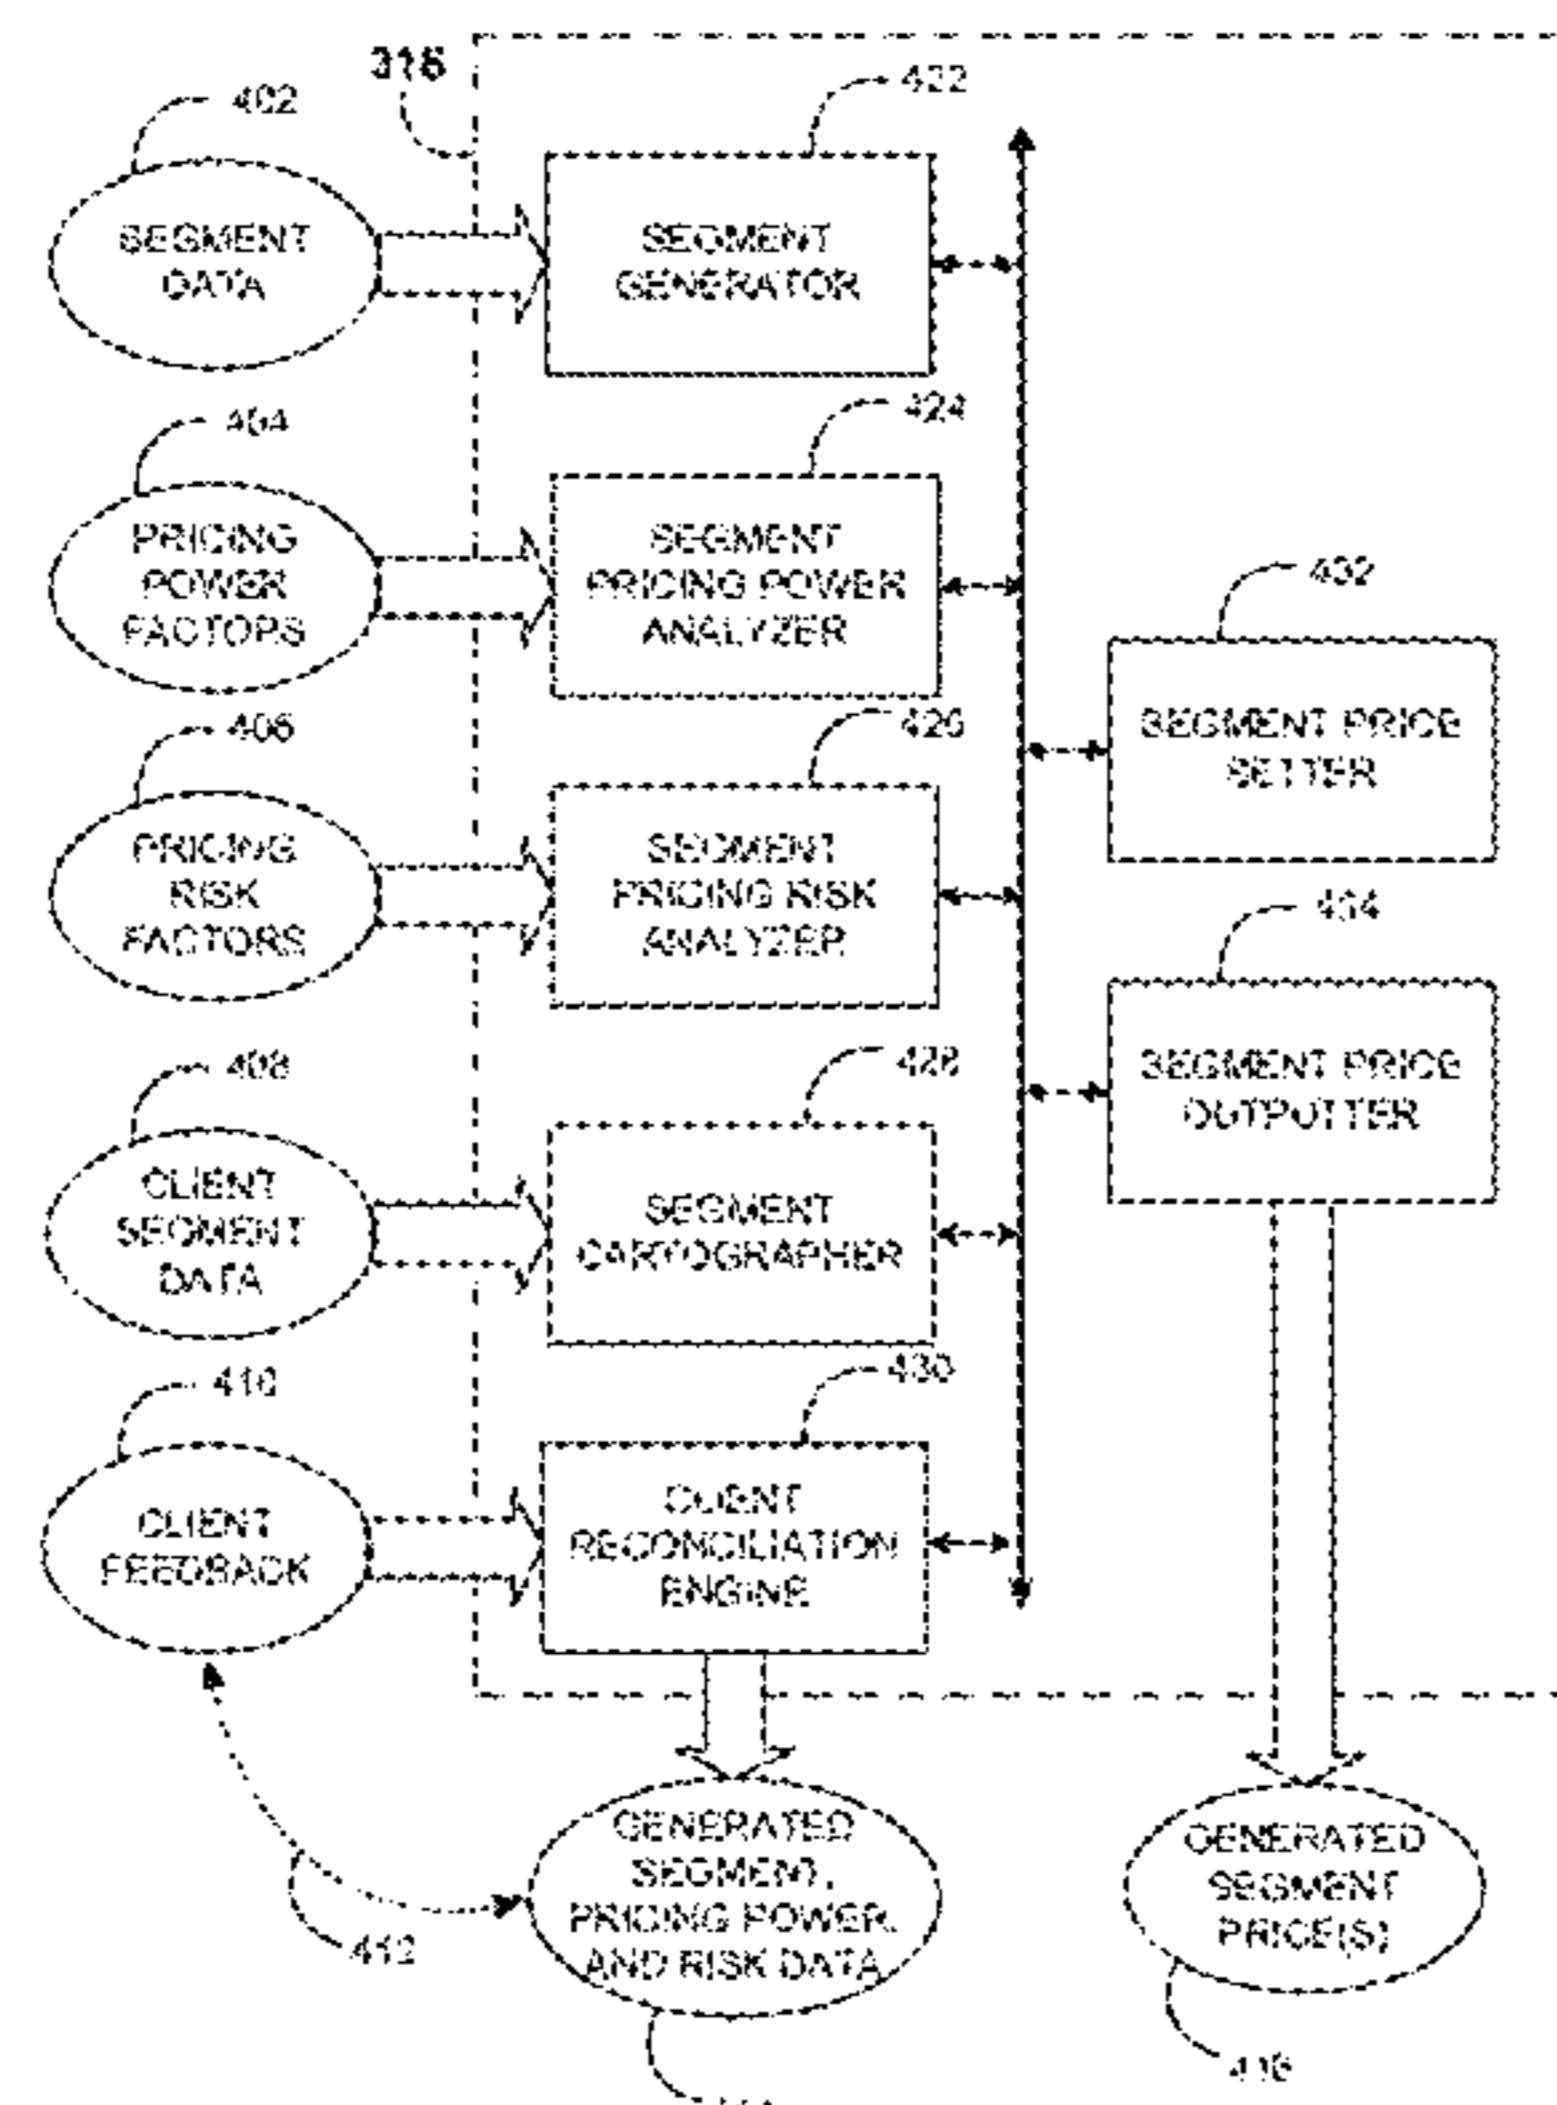 316
402
422
SEGMENT
DATA
SEGMENT
GENERATOR
404
424
PRICING
POWER
FACTORS
SEGMENT
PRICING POWER
ANALYZER
432
SEGMENT PRICE
SETTER
406
426
PRICING
RISK
FACTORS
SEGMENT
PRICING RISK
ANALYZER
434
SEGMENT PRICE
OUTPUTTER
408
428
CLIENT
SEGMENT
DATA
SEGMENT
CARTOGRAPHER
410
430
CLIENT
FEEDBACK
CLIENT
RECONCILIATION
ENGINE
412
GENERATED
SEGMENT,
PRICING POWER,
AND RISK DATA
GENERATED
SEGMENT
PRICE(S)